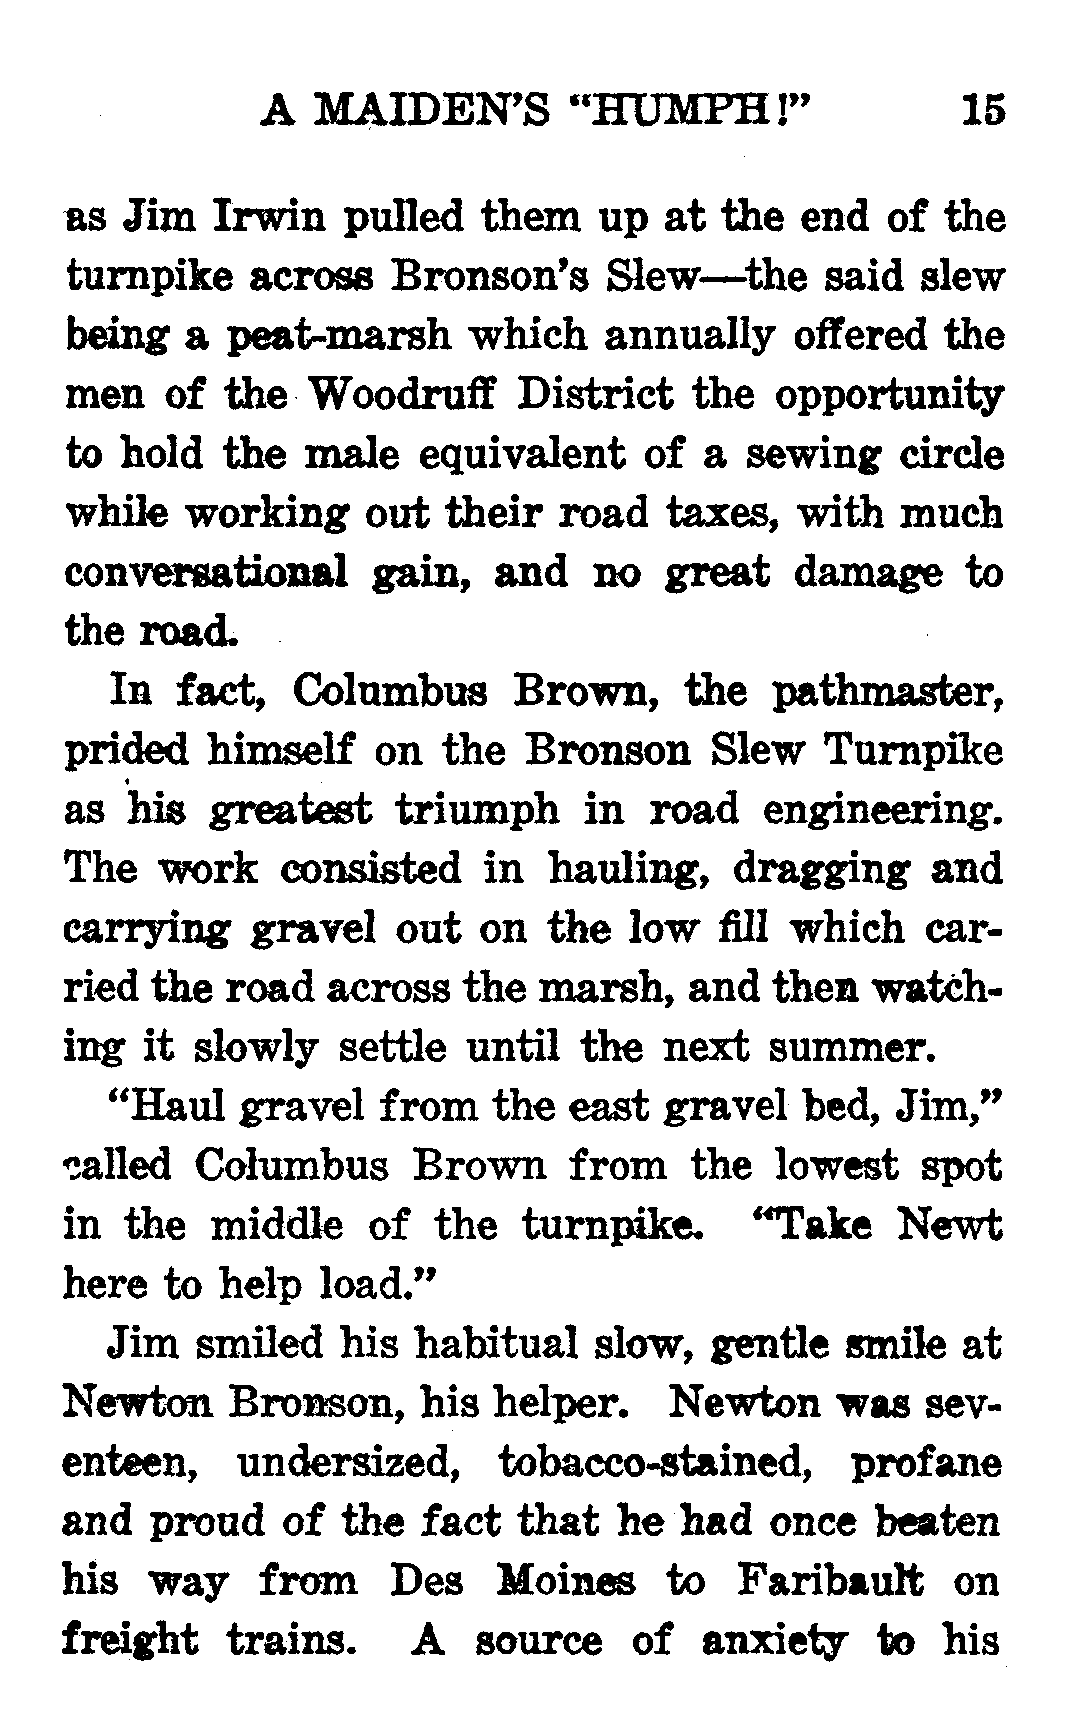 A MAIDEN'S “HUMPH!” 15
as Jim Irwin pulled them up at the end of the
turnpike across Bronson's Slew—the said slew
being a peat-marsh which annually offered the
men of the Woodruff District the opportunity
to hold the male equivalent of a sewing circle
while working out their road taxes, with much
conversational gain, and no great damage to
the road.
In fact, Columbus Brown, the pathmaster,
prided himself on the Bronson Slew Turnpike
as his greatest triumph in road engineering.
The work consisted in hauling, dragging and
carrying gravel out on the low fill which car-
ried the road across the marsh, and then watch-
ing it slowly settle until the next summer.
“Haul gravel from the east gravel bed, Jim,”
called Columbus Brown from the lowest spot
in the middle of the turnpike. “Take Newt
here to help load.”
Jim smiled his habitual slow, gentle smile at
Newton Bronson, his helper. Newton was sev-
enteen, undersized, tobacco-stained, profane
and proud of the fact that he had once beaten
his way from Des Moines to Faribault on
freight trains. A source of anxiety to his